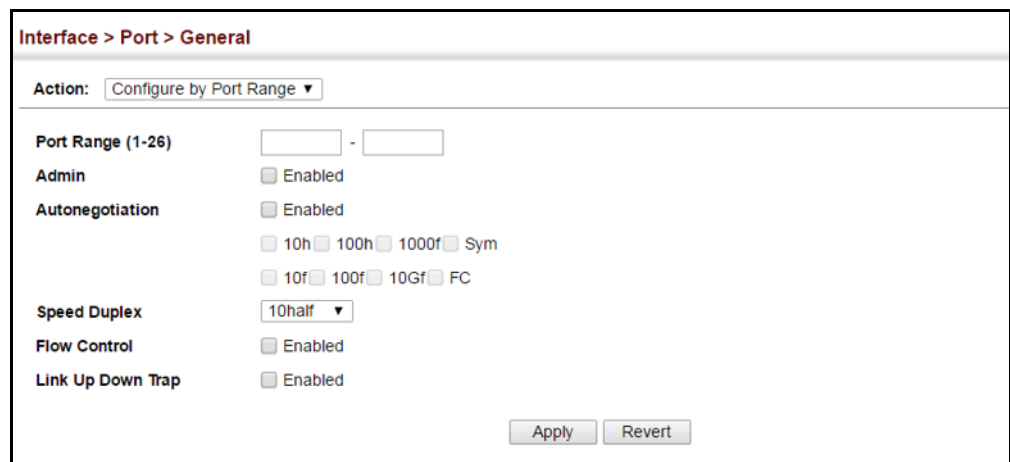 Interface > Port > General
Action: Configure by Port Range ▼
Port Range (1-26) -
Admin Enabled
Autonegotiation Enabled
10h 100h 1000f Sym
10f 100f 10Gf FC
Speed Duplex 10half ▼
Flow Control Enabled
Link Up Down Trap Enabled
Apply Revert